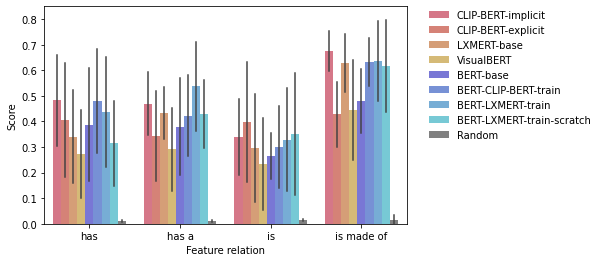 0.8
0.7
0.6
0.5
0.4
0.3
0.2
0.1
0.0
Score
has
has a
is
is made of
Feature relation
CLIP-BERT-implicit
CLIP-BERT-explicit
LXMERT-base
VisualBERT
BERT-base
BERT-CLIP-BERT-train
BERT-LXMERT-train
BERT-LXMERT-train-scratch
Random